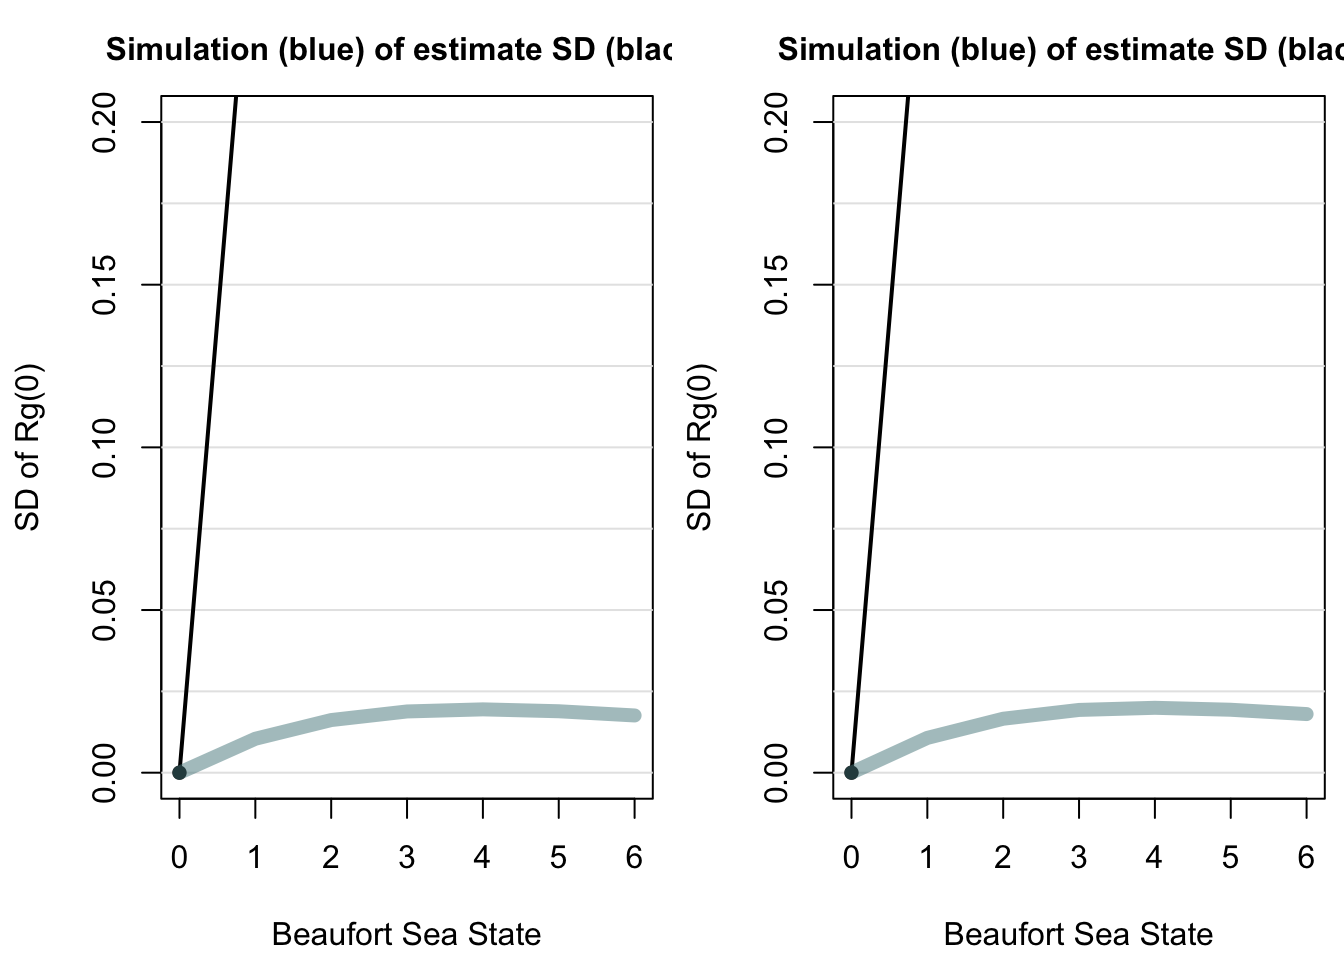 Simulation (blue) of estimate SD (blac
SD of Rg(0)
0.20
0.15
0.10
0.05
0.00
0 1 2 3 4 5 6
Beaufort Sea State
Simulation (blue) of estimate SD (blac
SD of Rg(0)
0.20
0.15
0.10
0.05
0.00
0 1 2 3 4 5 6
Beaufort Sea State